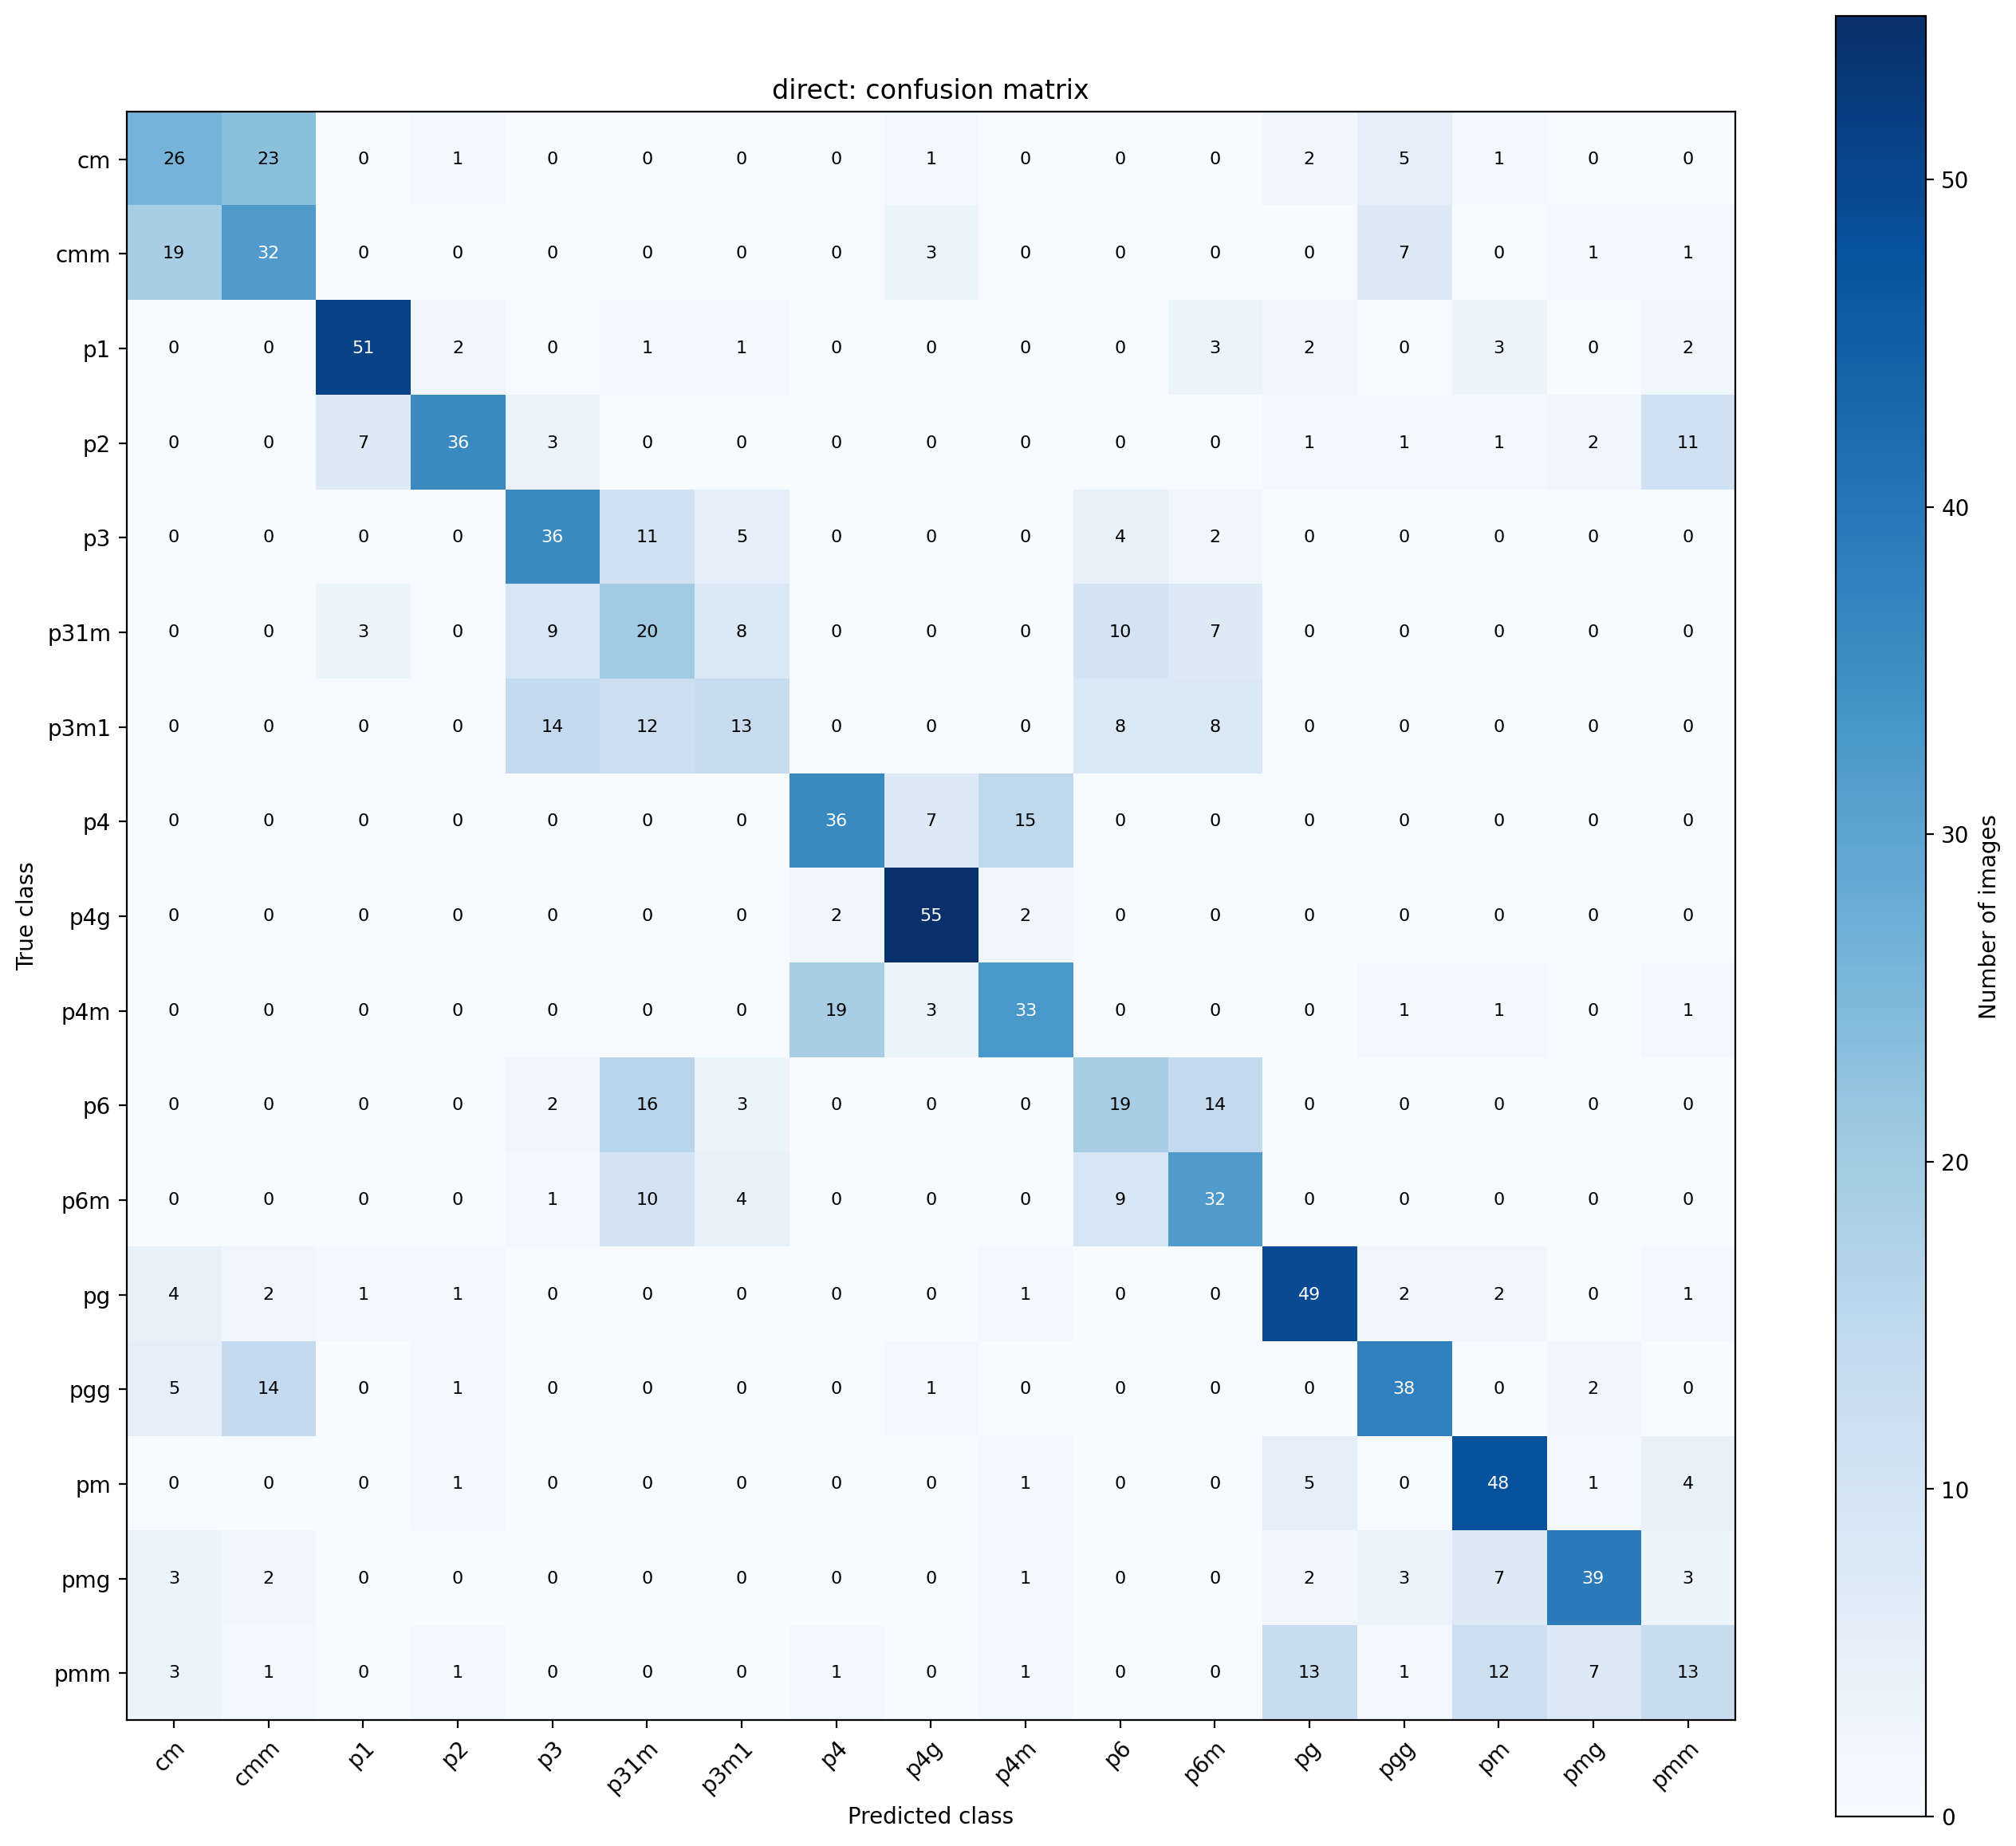 direct: confusion matrix
cm 26 23 0 1 0 0 0 0 1 0 0 0 2 5 1 0 0
cmm 19 32 0 0 0 0 0 0 3 0 0 0 0 7 0 1 1
p1 0 0 51 2 0 1 1 0 0 0 0 3 2 0 3 0 2
p2 0 0 7 36 3 0 0 0 0 0 0 0 1 1 1 2 11
p3 0 0 0 0 36 11 5 0 0 0 4 2 0 0 0 0 0
p31m 0 0 3 0 9 20 8 0 0 0 10 7 0 0 0 0 0
p3m1 0 0 0 0 14 12 13 0 0 0 8 8 0 0 0 0 0
p4 0 0 0 0 0 0 0 36 7 15 0 0 0 0 0 0 0
p4g 0 0 0 0 0 0 0 2 55 2 0 0 0 0 0 0 0
p4m 0 0 0 0 0 0 0 19 3 33 0 0 0 1 1 0 1
p6 0 0 0 0 2 16 3 0 0 0 19 14 0 0 0 0 0
p6m 0 0 0 0 1 10 4 0 0 0 9 32 0 0 0 0 0
pg 4 2 1 1 0 0 0 0 0 1 0 0 49 2 2 0 1
pgg 5 14 0 1 0 0 0 0 1 0 0 0 0 38 0 2 0
pm 0 0 0 1 0 0 0 0 0 1 0 0 5 0 48 1 4
pmg 3 2 0 0 0 0 0 0 0 1 0 0 2 3 7 39 3
pmm 3 1 0 1 0 0 0 1 0 1 0 0 13 1 12 7 13
cm cmm p1 p2 p3 p31m p3m1 p4 p4g p4m p6 p6m pg pgg pm pmg pmm
Predicted class
True class
50
40
30
20
10
0
Number of images